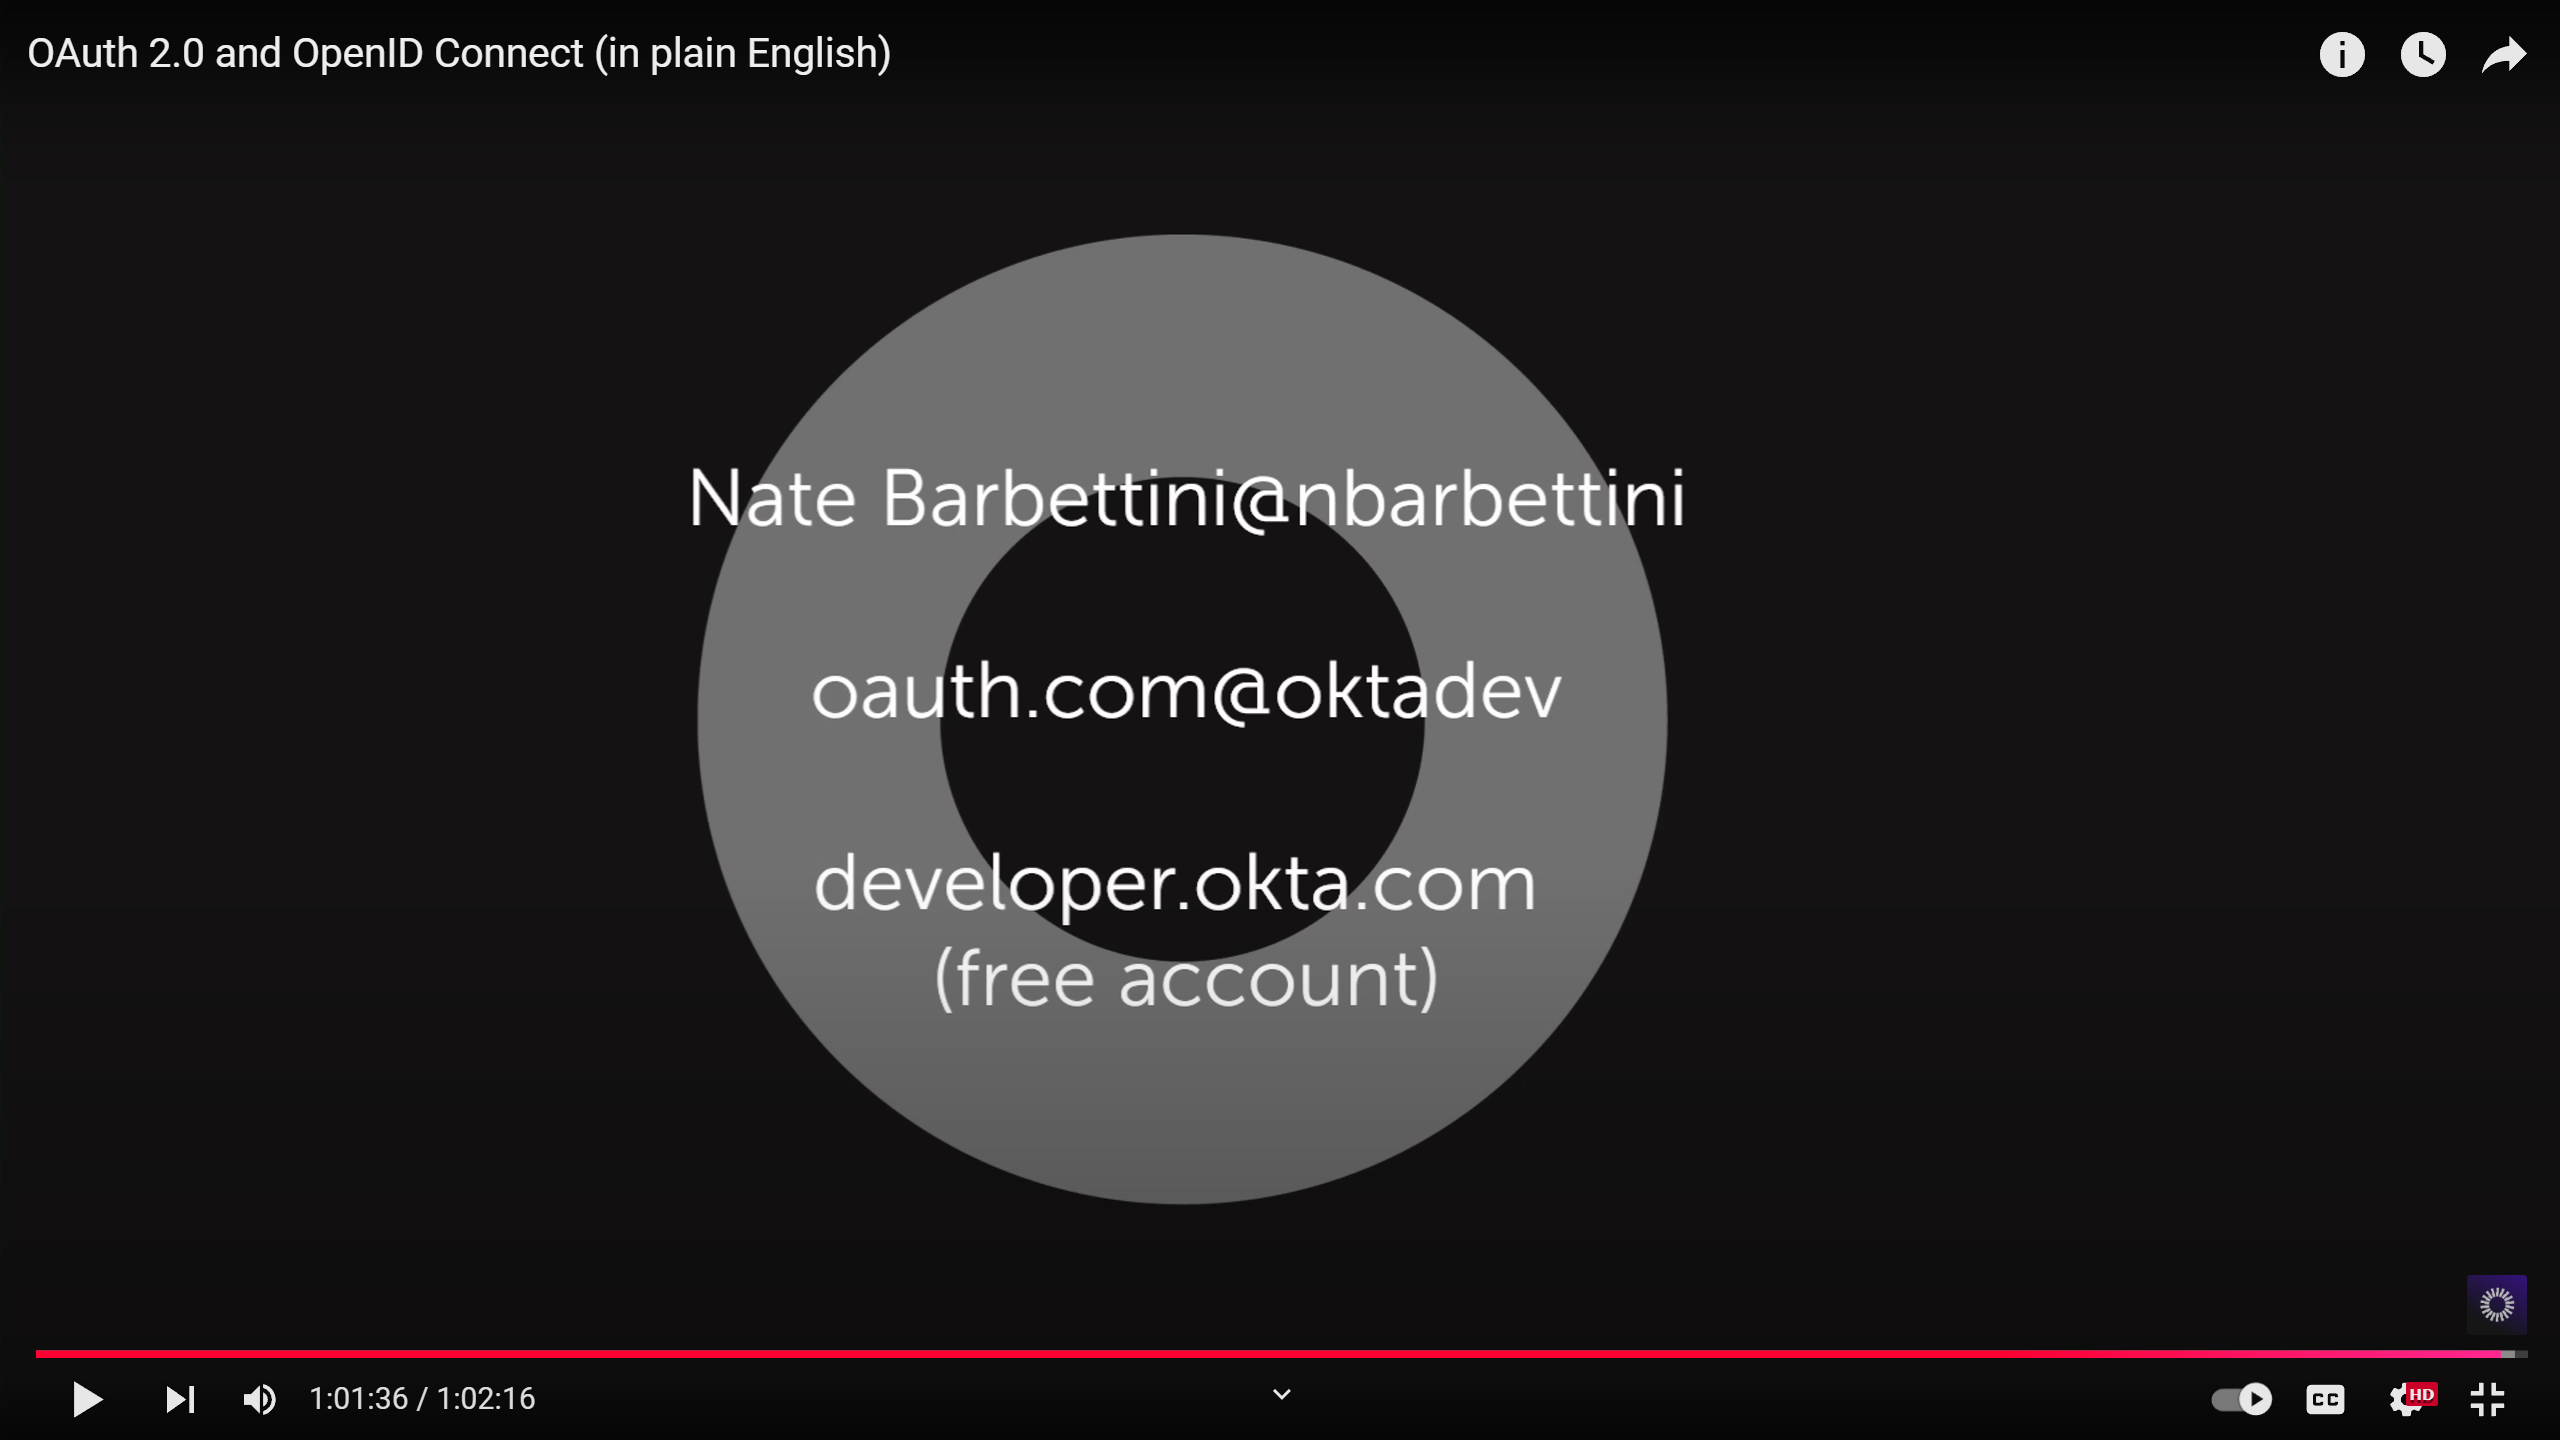 OAuth 2.0 and OpenID Connect (in plain English)
Nate Barbettini@nbarbettini
oauth.com@oktadev
developer.okta.com
(free account)
1:01:36 / 1:02:16
CC
HD